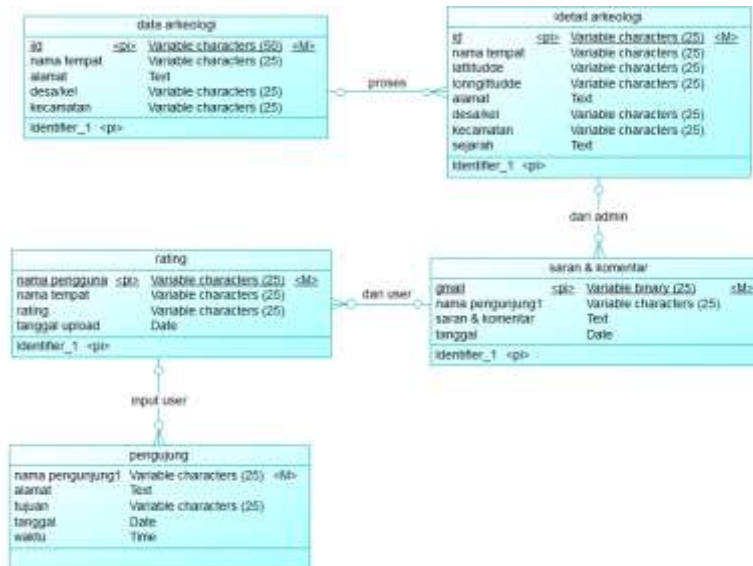 data arkeologi
id <pi> Variable characters (50) <M>
nama tempat Variable characters (25)
alamat Text
desa/kel Variable characters (25)
kecamatan Variable characters (25)
Identifier_1 <pi>
proses
idetail arkeologi
id <pi> Variable characters (25) <M>
nama tempat Variable characters (25)
lattitudde Variable characters (25)
lonngittudde Variable characters (25)
alamat Text
desa/kel Variable characters (25)
kecamatan Variable characters (25)
sejarah Text
Identifier_1 <pi>
dari admin
rating
nama pengguna <pi> Variable characters (25) <M>
nama tempat Variable characters (25)
rating Variable characters (25)
tanggal upload Date
Identifier_1 <pi>
dari user
saran & komentar
gmail <pi> Variable binary (25) <M>
nama pengunjung1 Variable characters (25)
saran & komentar Text
tanggal Date
Identifier_1 <pi>
input user
pengujung
nama pengunjung1 Variable characters (25) <M>
alamat Text
tujuan Variable characters (25)
tanggal Date
waktu Time